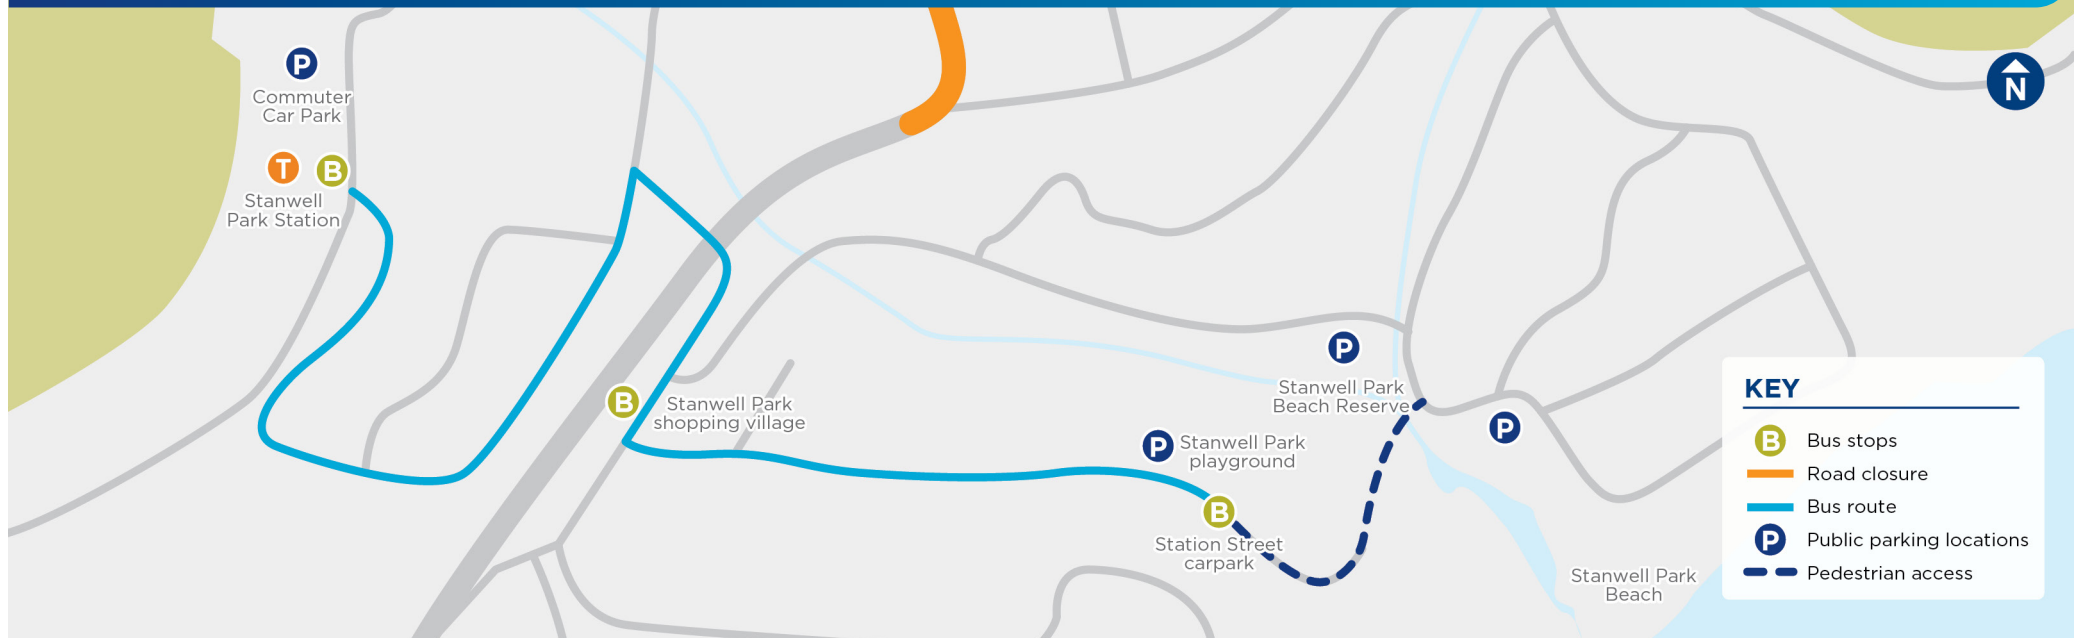 P
Commuter
Car Park
N
T B
Stanwell
Park Station
P
Stanwell Park
Beach Reserve
B
Stanwell Park
shopping village
P
P
Stanwell Park
playground
B
Station Street
carpark
Stanwell Park
Beach
KEY
B Bus stops
Road closure
Bus route
P Public parking locations
Pedestrian access